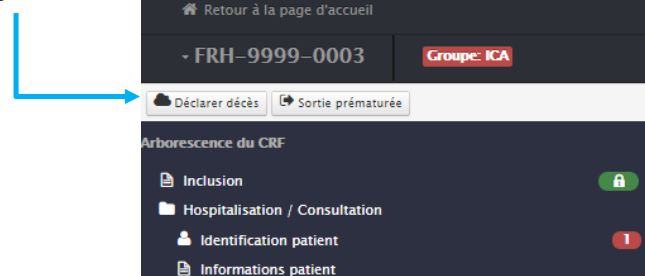 Retour à la page d'accueil
FRH-9999-0003 Groupe: ICA
Déclarer décès Sortie prématurée
Arborescence du CRF
Inclusion
Hospitalisation / Consultation
Identification patient 1
Informations patient